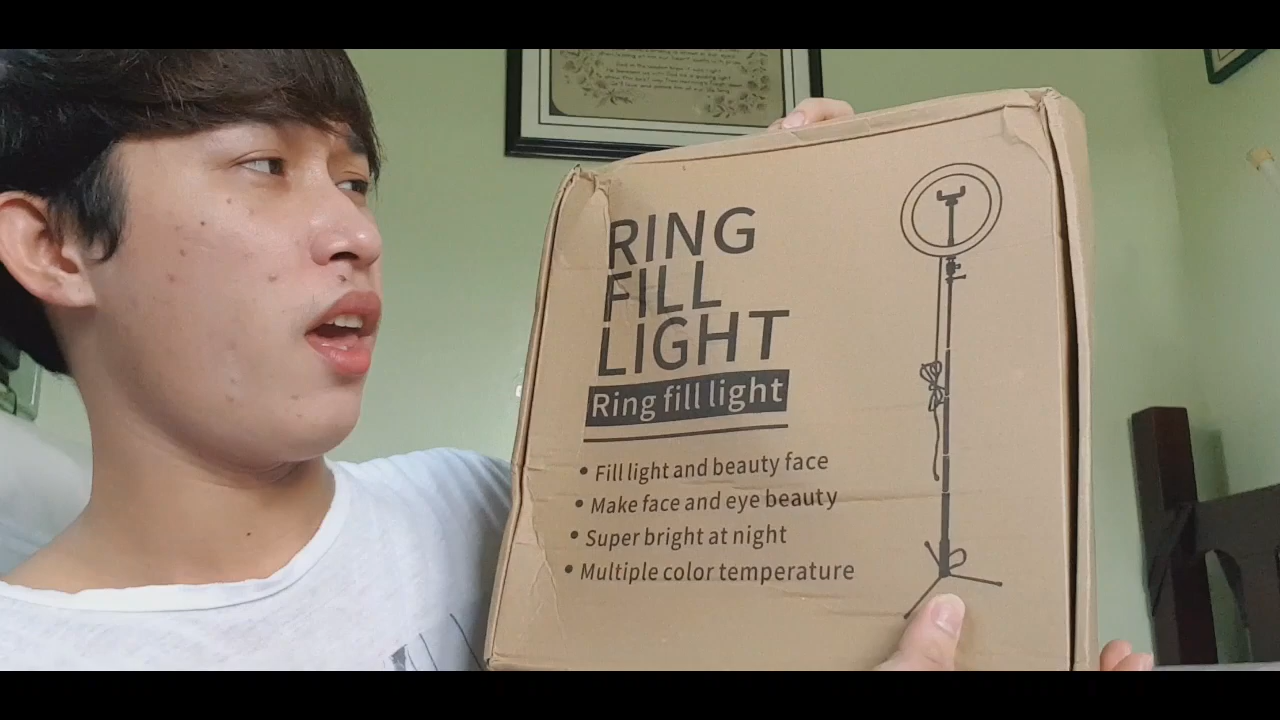 RING
FILL
LIGHT
Ring fill light
• Fill light and beauty face
• Make face and eye beauty
• Super bright at night
• Multiple color temperature